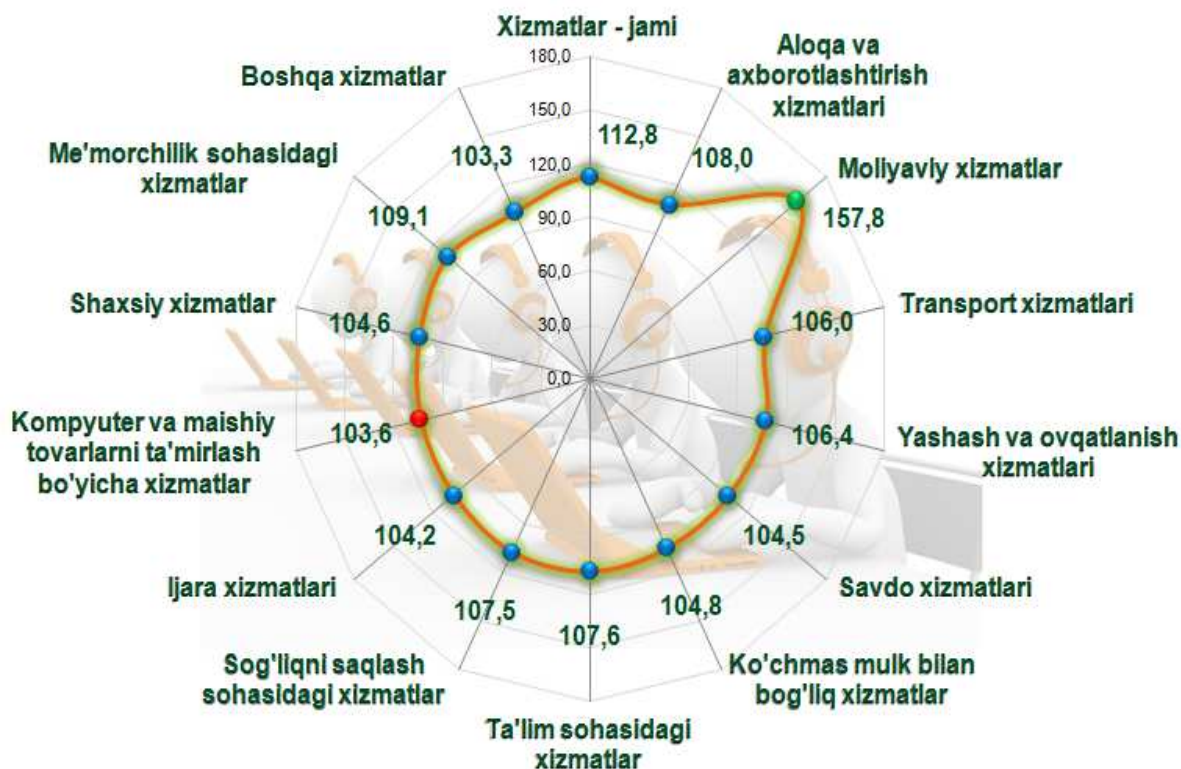 Xizmatlar - jami
180,0
150,0
120,0
90,0
60,0
30,0
0,0
112,8
Aloqa va
axborotlashtirish
xizmatlari
108,0
Moliyaviy xizmatlar
157,8
Transport xizmatlari
106,0
Yashash va ovqatlanish
xizmatlari
106,4
Savdo xizmatlari
104,5
Ko'chmas mulk bilan
bog'liq xizmatlar
104,8
Ta'lim sohasidagi
xizmatlar
107,6
Sog'liqni saqlash
sohasidagi xizmatlar
107,5
Ijara xizmatlari
104,2
Kompyuter va maishiy
tovarlarni ta'mirlash
bo'yicha xizmatlar
103,6
Shaxsiy xizmatlar
104,6
Me'morchilik sohasidagi
xizmatlar
109,1
Boshqa xizmatlar
103,3